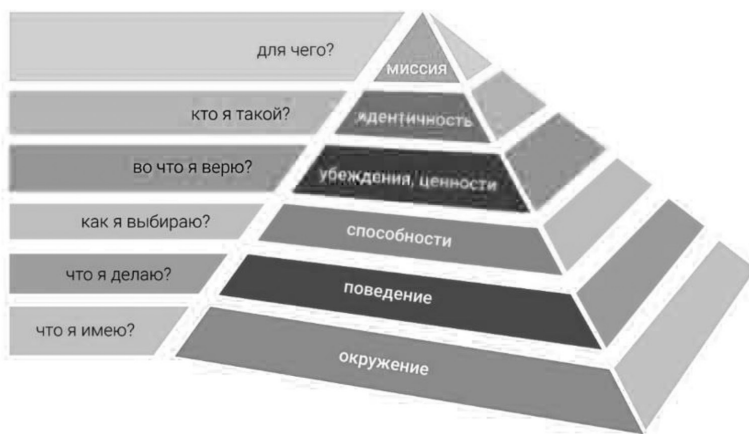 для чего?
миссия
кто я такой?
идентичность
во что я верю?
убеждения, ценности
как я выбираю?
способности
что я делаю?
поведение
что я имею?
окружение